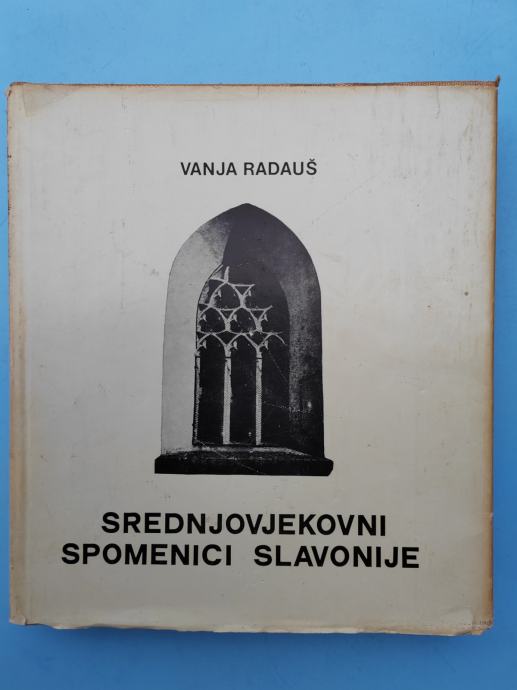 VANJA RADAUŠ
SREDNJOVJEKOVNI
SPOMENICI SLAVONIJE